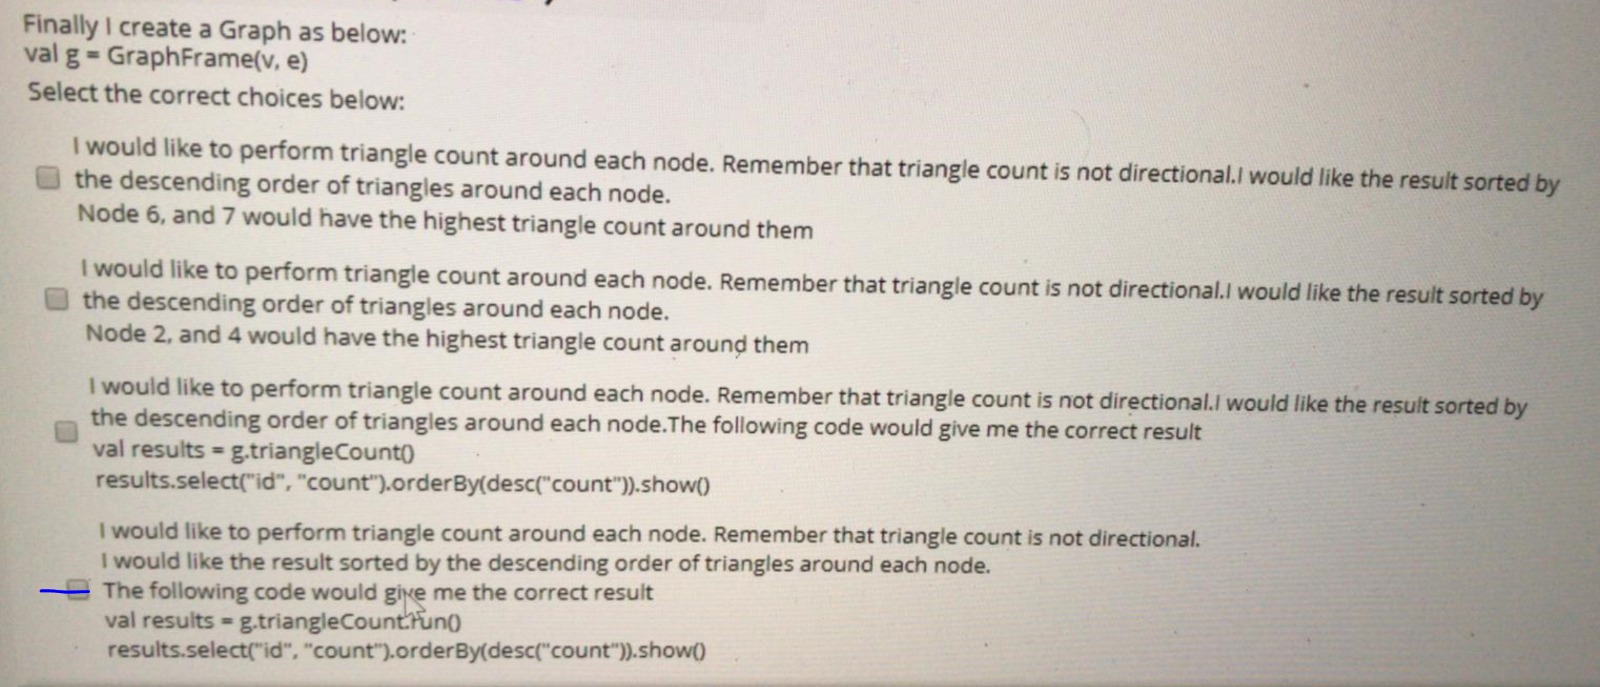 Finally I create a Graph as below:
val g = GraphFrame(v, e)
Select the correct choices below:
I would like to perform triangle count around each node. Remember that triangle count is not directional.I would like the result sorted by
the descending order of triangles around each node.
Node 6, and 7 would have the highest triangle count around them
I would like to perform triangle count around each node. Remember that triangle count is not directional.I would like the result sorted by
the descending order of triangles around each node.
Node 2, and 4 would have the highest triangle count around them
I would like to perform triangle count around each node. Remember that triangle count is not directional.I would like the result sorted by
the descending order of triangles around each node.The following code would give me the correct result
val results = g.triangleCount()
results.select("id", "count").orderBy(desc("count")).show()
I would like to perform triangle count around each node. Remember that triangle count is not directional.
I would like the result sorted by the descending order of triangles around each node.
The following code would give me the correct result
val results = g.triangleCount.run()
results.select("id", "count").orderBy(desc("count")).show()